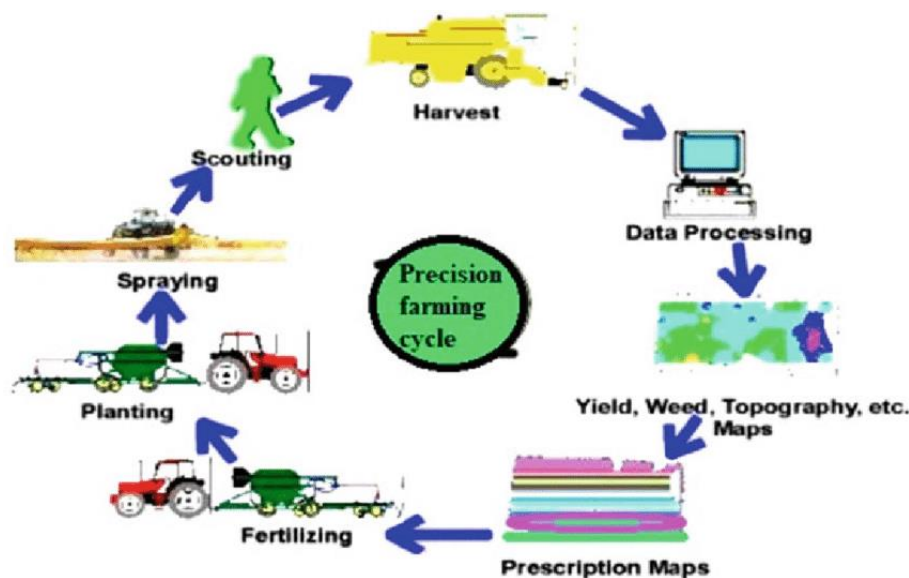 Harvest
Scouting
Data Processing
Spraying
Precision
farming
cycle
Planting
Yield, Weed, Topography, etc.
Maps
Fertilizing
Prescription Maps